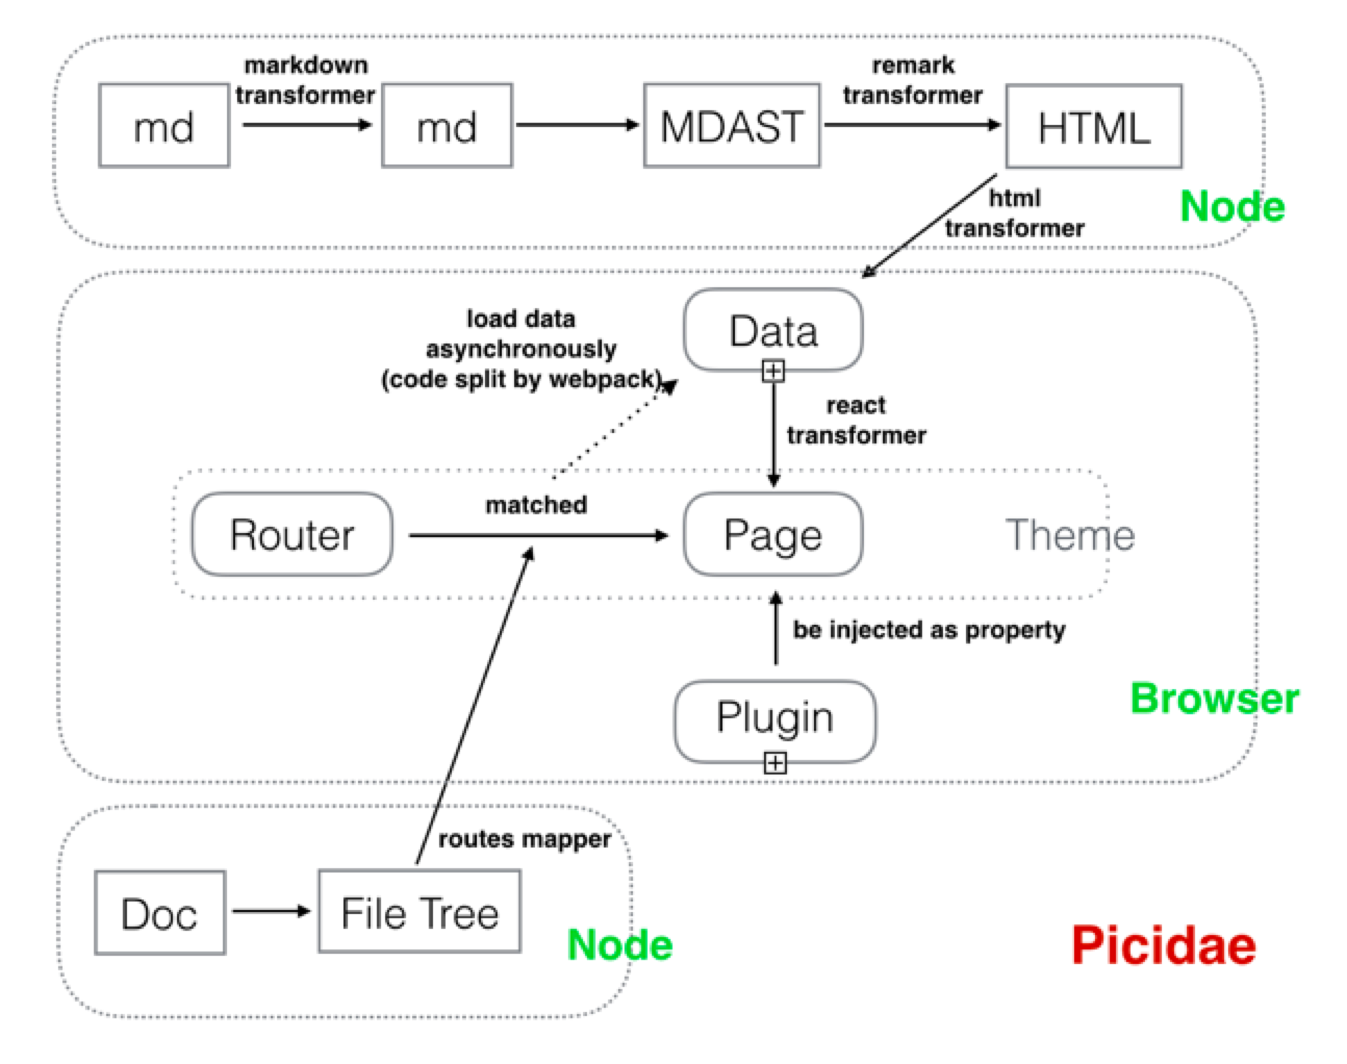 markdown
transformer
remark
transformer
md
md
MDAST
HTML
html
transformer
Node
load data
asynchronously
(code split by webpack)
Data
react
transformer
matched
Router
Page
Theme
be injected as property
Plugin
Browser
routes mapper
Doc
File Tree
Node
Picidae